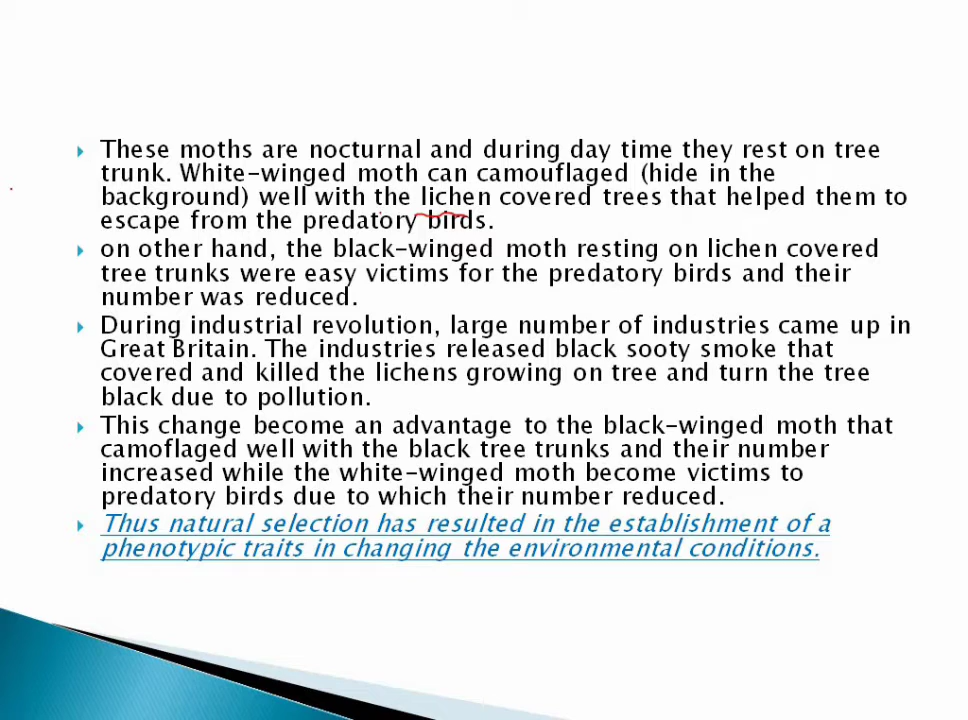 These moths are nocturnal and during day time they rest on tree
trunk. White-winged moth can camouflaged (hide in the
background) well with the lichen covered trees that helped them to
escape from the predatory birds.
on other hand, the black-winged moth resting on lichen covered
tree trunks were easy victims for the predatory birds and their
number was reduced.
During industrial revolution, large number of industries came up in
Great Britain. The industries released black sooty smoke that
covered and killed the lichens growing on tree and turn the tree
black due to pollution.
This change become an advantage to the black-winged moth that
camoflaged well with the black tree trunks and their number
increased while the white-winged moth become victims to
predatory birds due to which their number reduced.
Thus natural selection has resulted in the establishment of a
phenotypic traits in changing the environmental conditions.